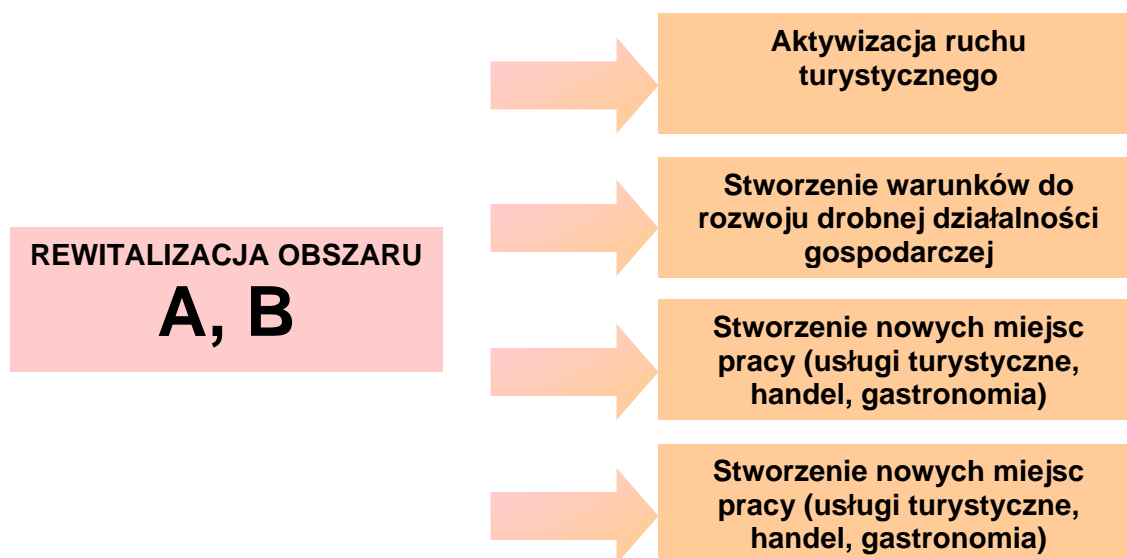 REWITALIZACJA OBSZARU
A, B
Aktywizacja ruchu
turystycznego
Stworzenie warunków do
rozwoju drobnej działalności
gospodarczej
Stworzenie nowych miejsc
pracy (usługi turystyczne,
handel, gastronomia)
Stworzenie nowych miejsc
pracy (usługi turystyczne,
handel, gastronomia)